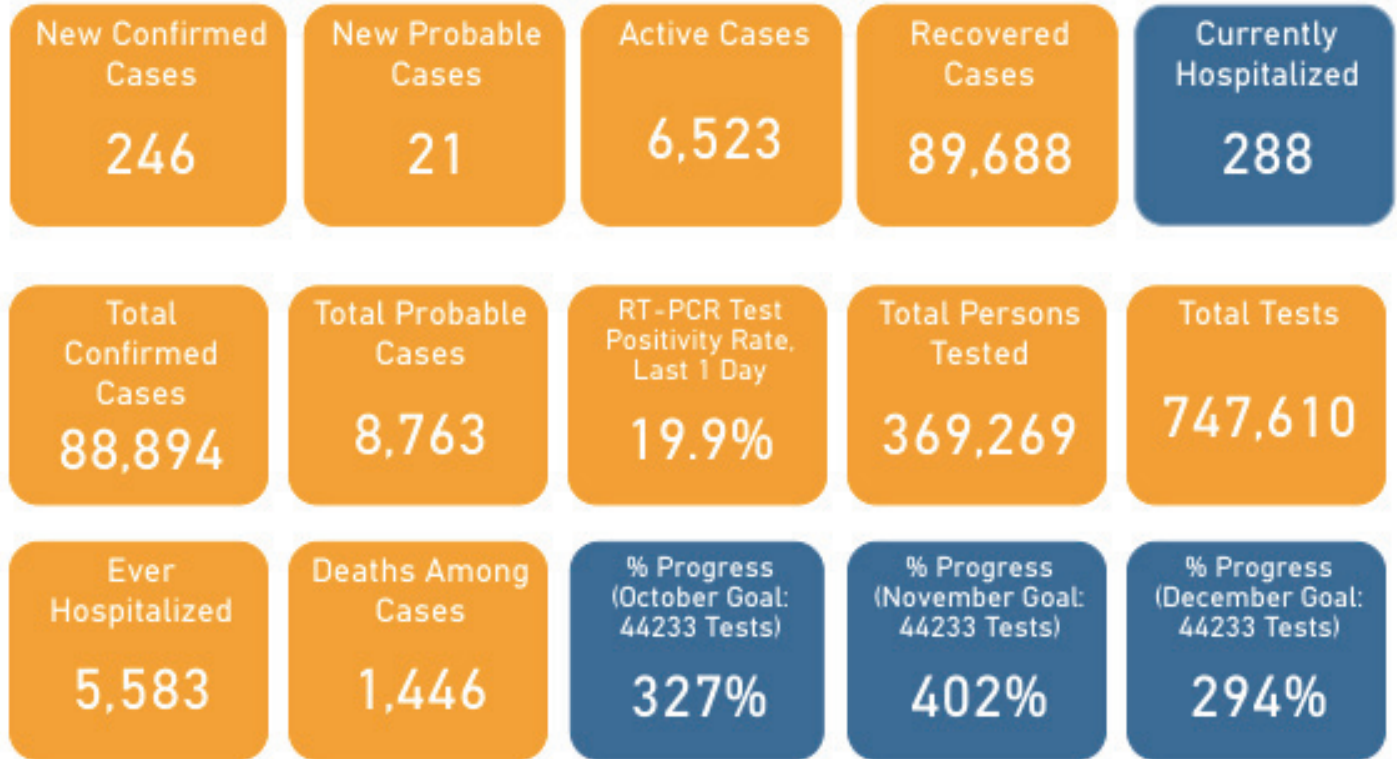 New Confirmed
Cases
246
New Probable
Cases
21
Active Cases
6,523
Recovered
Cases
89,688
Currently
Hospitalized
288
Total
Confirmed
Cases
88,894
Total Probable
Cases
8,763
RT-PCR Test
Positivity Rate,
Last 1 Day
19.9%
Total Persons
Tested
369,269
Total Tests
747,610
Ever
Hospitalized
5,583
Deaths Among
Cases
1,446
% Progress
(October Goal:
44233 Tests)
327%
% Progress
(November Goal:
44233 Tests)
402%
% Progress
(December Goal:
44233 Tests)
294%